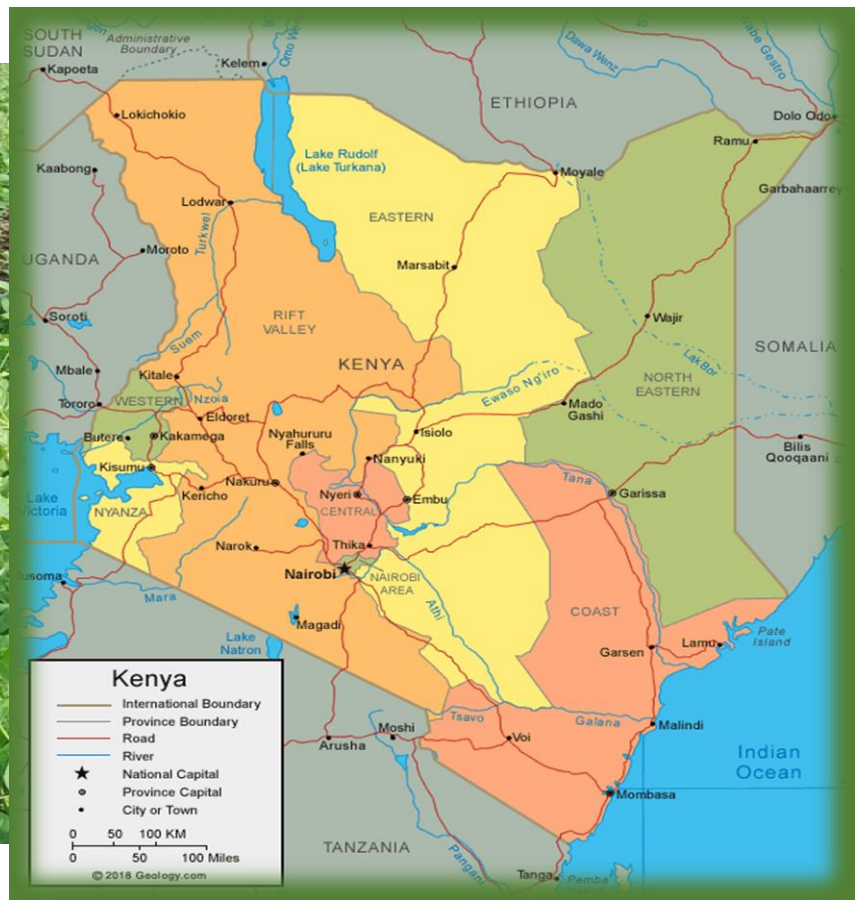 SOUTH
SUDAN
Administrative
Boundary
Kelem
Kapoeta
Omo Wenz
Dawa Wenz
ETHIOPIA
Dolo Odo
Lokichokio
Ramu
Lake Rudolf
(Lake Turkana)
Moyale
Kaabong
Garbahaarrey
Lodwar
EASTERN
Turkwel
Moroto
UGANDA
Marsabit
Soroti
RIFT
VALLEY
Wajir
Suem
SOMALIA
Lak Bor
KENYA
Mbale
Kitale
NORTH
EASTERN
Ewaso Ng'iro
Tororo
WESTERN
Nzoia
Mado
Gashi
Eldoret
Butere
Kakamega
Nyahururu
Falls
Isiolo
Bilis
Qooqaani
Kisumu
Nanyuki
Nakuru
Tana
Kericho
Nyeri
Embu
Garissa
Lake
Victoria
NYANZA
CENTRAL
Narok
Thika
Nairobi
NAIROBI
AREA
Mara
Athi
COAST
Magadi
Pate
Island
Lake
Natron
Garsen
Lamu
Kenya
International Boundary
Province Boundary
Road
River
National Capital
Province Capital
City or Town
0 50 100 KM
0 50 100 Miles
© 2018 Geology.com
Tsavo
Galana
Malindi
Moshi
Arusha
Voi
Indian
Ocean
Mombasa
TANZANIA
Pangani
Tanga
Pemba